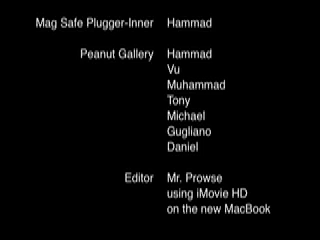 Mag Safe Plugger-Inner Hammad
Peanut Gallery Hammad
Vu
Muhammad
Tony
Michael
Gugliano
Daniel
Editor Mr. Prowse
using iMovie HD
on the new MacBook